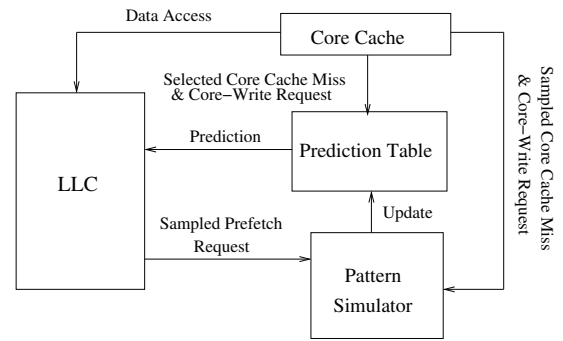 Data Access
Core Cache
Selected Core Cache Miss
& Core-Write Request
Prediction
Prediction Table
LLC
Sampled Prefetch
Request
Update
Pattern
Simulator
Sampled Core Cache Miss
& Core-Write Request